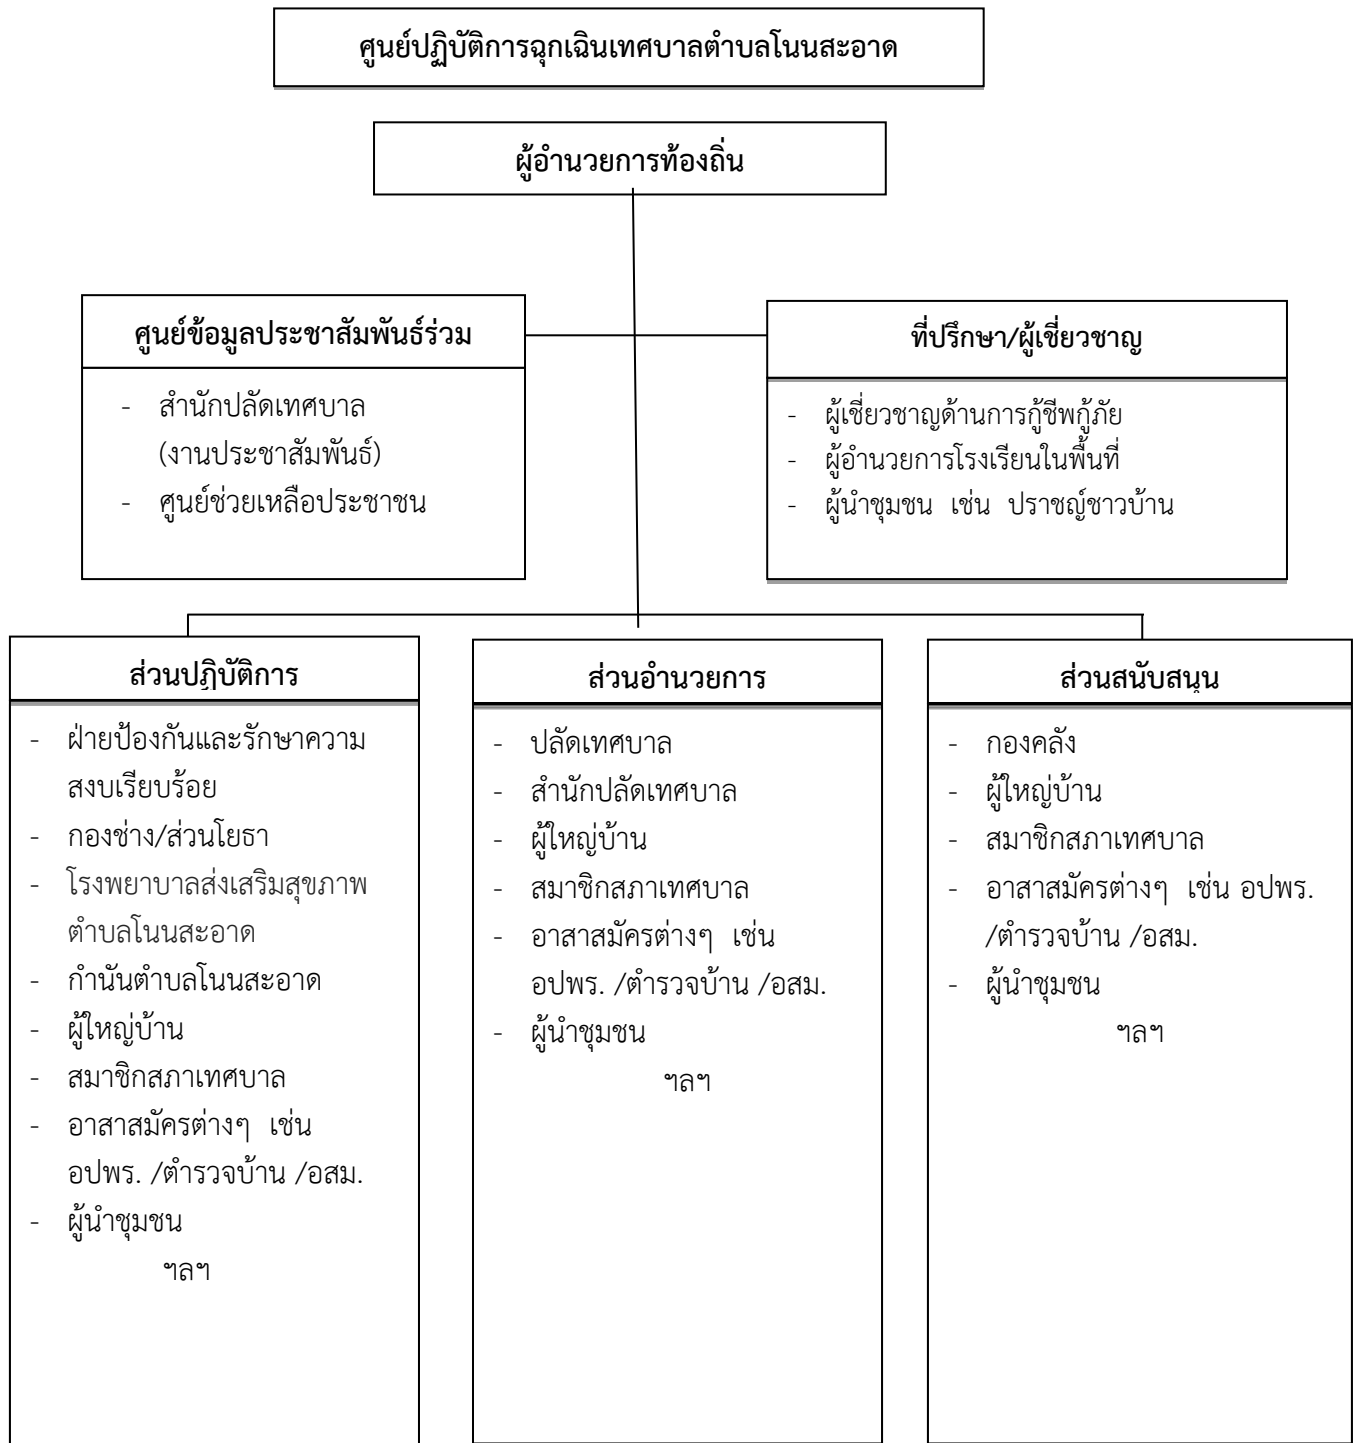 ศูนย์ปฏิบัติการฉุกเฉินเทศบาลตำบลโนนสะอาด
ผู้อำนวยการท้องถิ่น
ศูนย์ข้อมูลประชาสัมพันธ์ร่วม
- สำนักปลัดเทศบาล
(งานประชาสัมพันธ์)
- ศูนย์ช่วยเหลือประชาชน
ที่ปรึกษา/ผู้เชี่ยวชาญ
- ผู้เชี่ยวชาญด้านการกู้ชีพกู้ภัย
- ผู้อำนวยการโรงเรียนในพื้นที่
- ผู้นำชุมชน เช่น ปราชญ์ชาวบ้าน
ส่วนปฏิบัติการ
- ฝ่ายป้องกันและรักษาความ
สงบเรียบร้อย
- กองช่าง/ส่วนโยธา
- โรงพยาบาลส่งเสริมสุขภาพ
ตำบลโนนสะอาด
- กำนันตำบลโนนสะอาด
- ผู้ใหญ่บ้าน
- สมาชิกสภาเทศบาล
- อาสาสมัครต่างๆ เช่น
อปพร. /ตำรวจบ้าน /อสม.
- ผู้นำชุมชน
ฯลฯ
ส่วนอำนวยการ
- ปลัดเทศบาล
- สำนักปลัดเทศบาล
- ผู้ใหญ่บ้าน
- สมาชิกสภาเทศบาล
- อาสาสมัครต่างๆ เช่น
อปพร. /ตำรวจบ้าน /อสม.
- ผู้นำชุมชน
ฯลฯ
ส่วนสนับสนุน
- กองคลัง
- ผู้ใหญ่บ้าน
- สมาชิกสภาเทศบาล
- อาสาสมัครต่างๆ เช่น อปพร.
/ตำรวจบ้าน /อสม.
- ผู้นำชุมชน
ฯลฯ